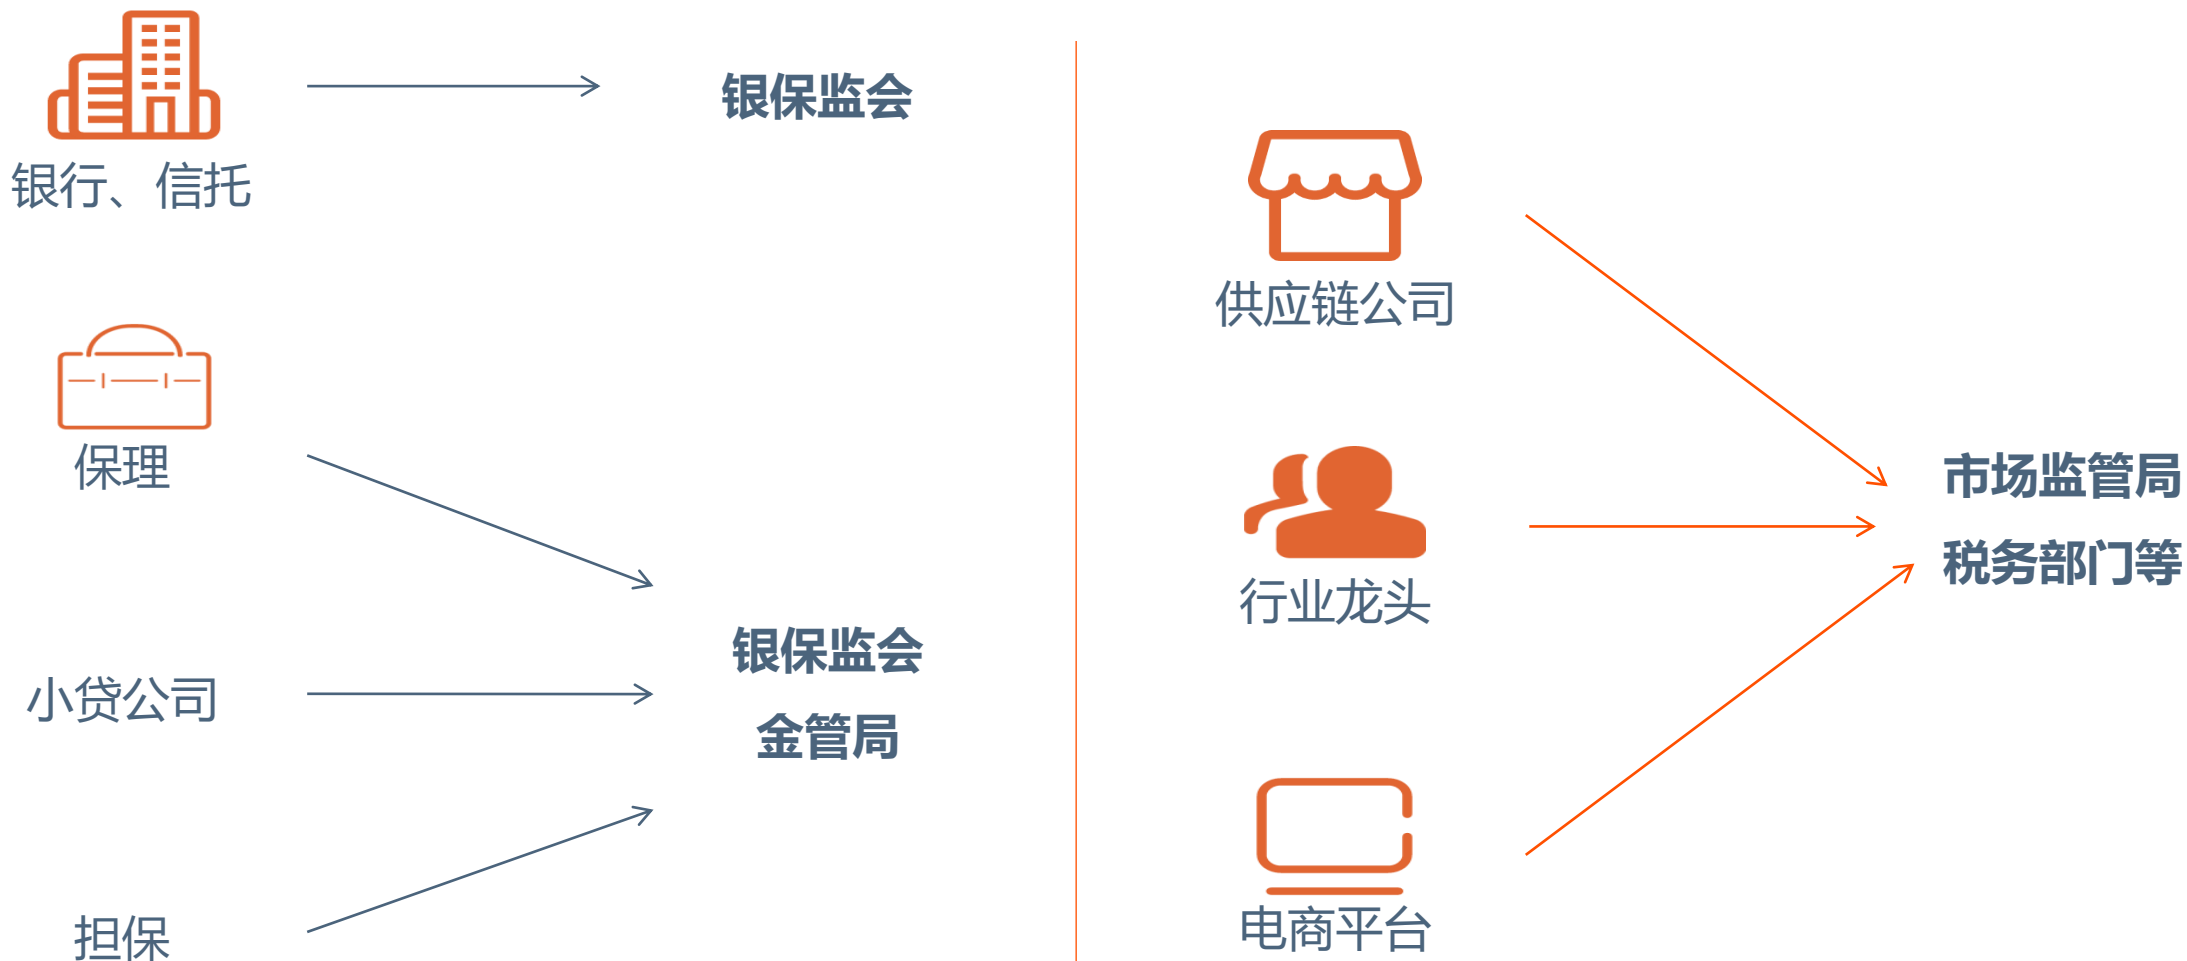 银行、信托
银保监会
保理
小贷公司
担保
银保监会
金管局
供应链公司
行业龙头
电商平台
市场监管局
税务部门等